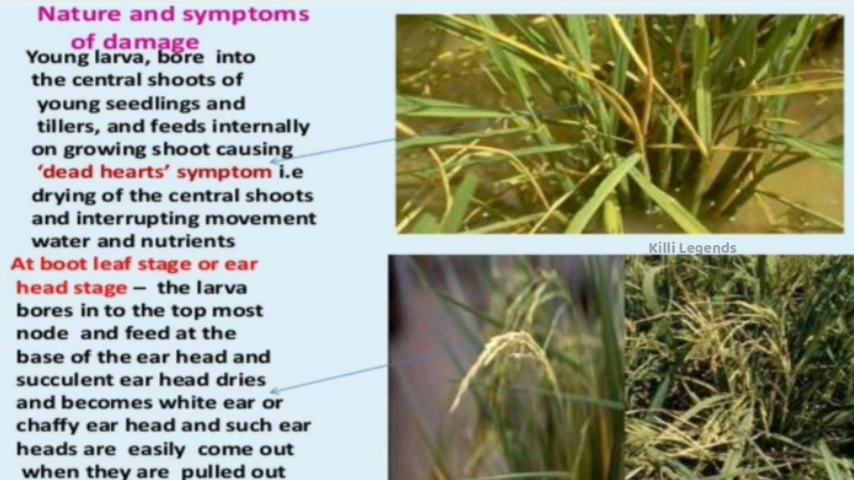 Nature and symptoms
of damage
Young larva, bore into
the central shoots of
young seedlings and
tillers, and feeds internally
on growing shoot causing
‘dead hearts’ symptom i.e
drying of the central shoots
and interrupting movement
water and nutrients
At boot leaf stage or ear
head stage – the larva
bores in to the top most
node and feed at the
base of the ear head and
succulent ear head dries
and becomes white ear or
chaffy ear head and such ear
heads are easily come out
when they are pulled out
Killi Legends